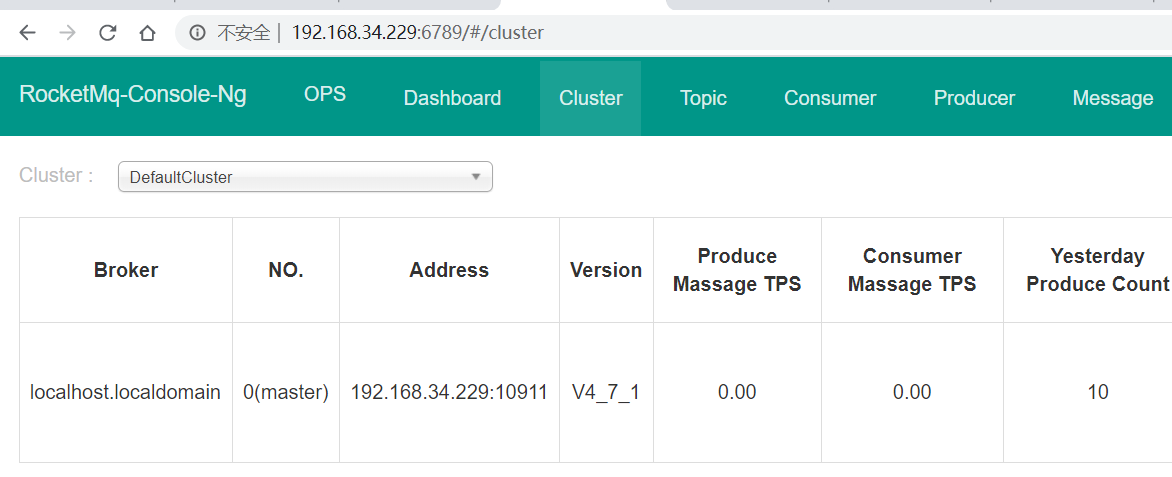 不安全 | 192.168.34.229:6789/#/cluster
RocketMq-Console-Ng OPS Dashboard Cluster Topic Consumer Producer Message
Cluster : DefaultCluster
Broker NO. Address Version Produce Massage TPS Consumer Massage TPS Yesterday Produce Count
localhost.localdomain 0(master) 192.168.34.229:10911 V4_7_1 0.00 0.00 10